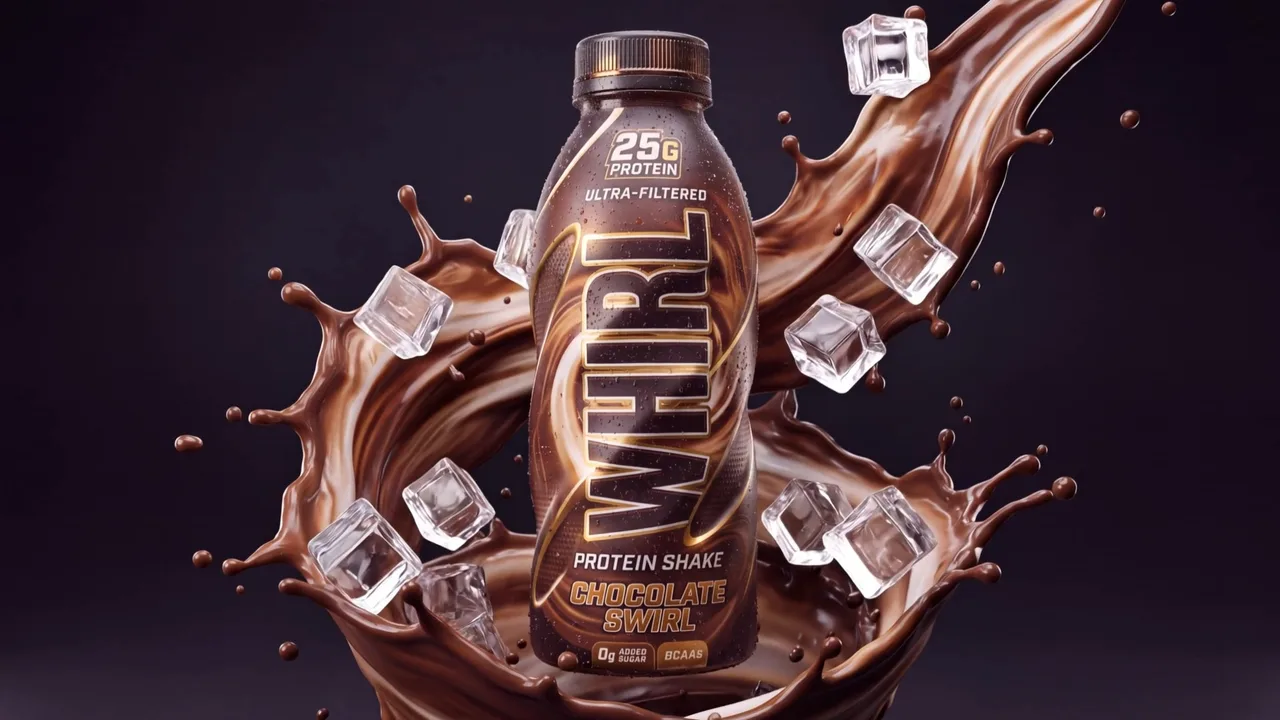 25G
PROTEIN
ULTRA-FILTERED
WHIRL
PROTEIN SHAKE
CHOCOLATE
SWIRL
0g ADDED SUGAR
BCAAs